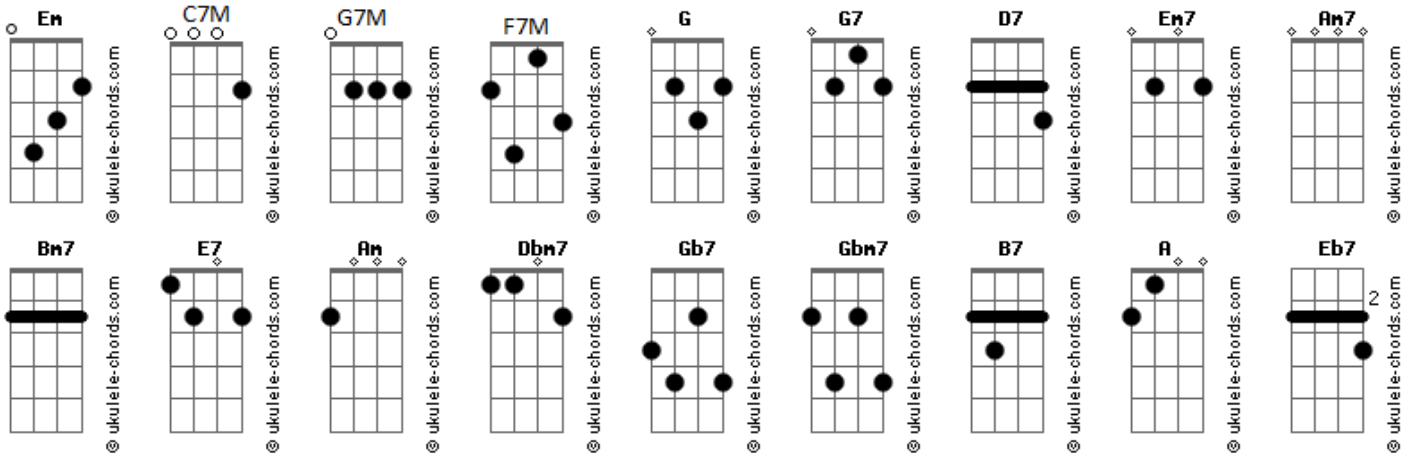 Em C7M G7M F7M G G7 D7 Em7 Am7
© ukulele-chords.com © ukulele-chords.com © ukulele-chords.com © ukulele-chords.com © ukulele-chords.com © ukulele-chords.com © ukulele-chords.com © ukulele-chords.com © ukulele-chords.com
Bm7 E7 Am Dbm7 Gb7 Gbm7 B7 A Eb7
2
© ukulele-chords.com © ukulele-chords.com © ukulele-chords.com © ukulele-chords.com © ukulele-chords.com © ukulele-chords.com © ukulele-chords.com © ukulele-chords.com © ukulele-chords.com